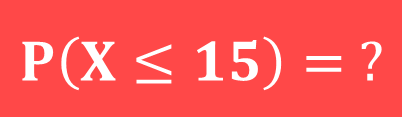 P(X ≤ 15) = ?